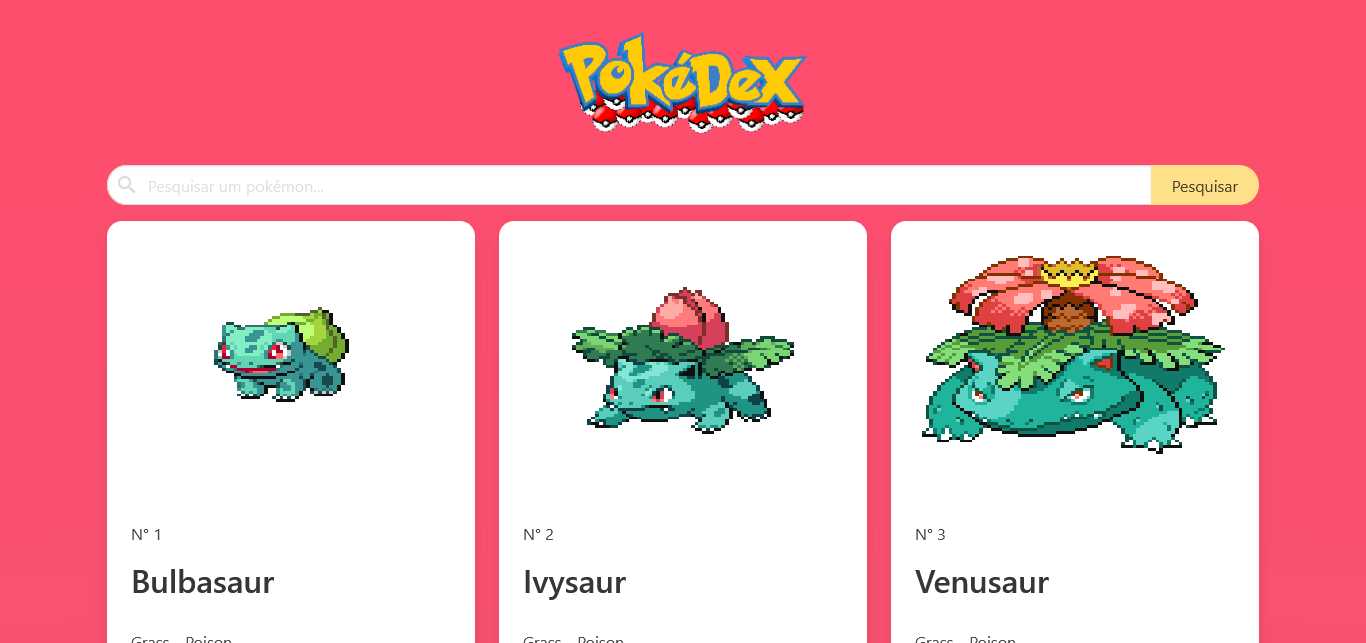 PokéDex
Pesquisar um pokémon...
Pesquisar
N° 1
N° 2
N° 3
Bulbasaur
Ivysaur
Venusaur
Grass Poison
Grass Poison
Grass Poison